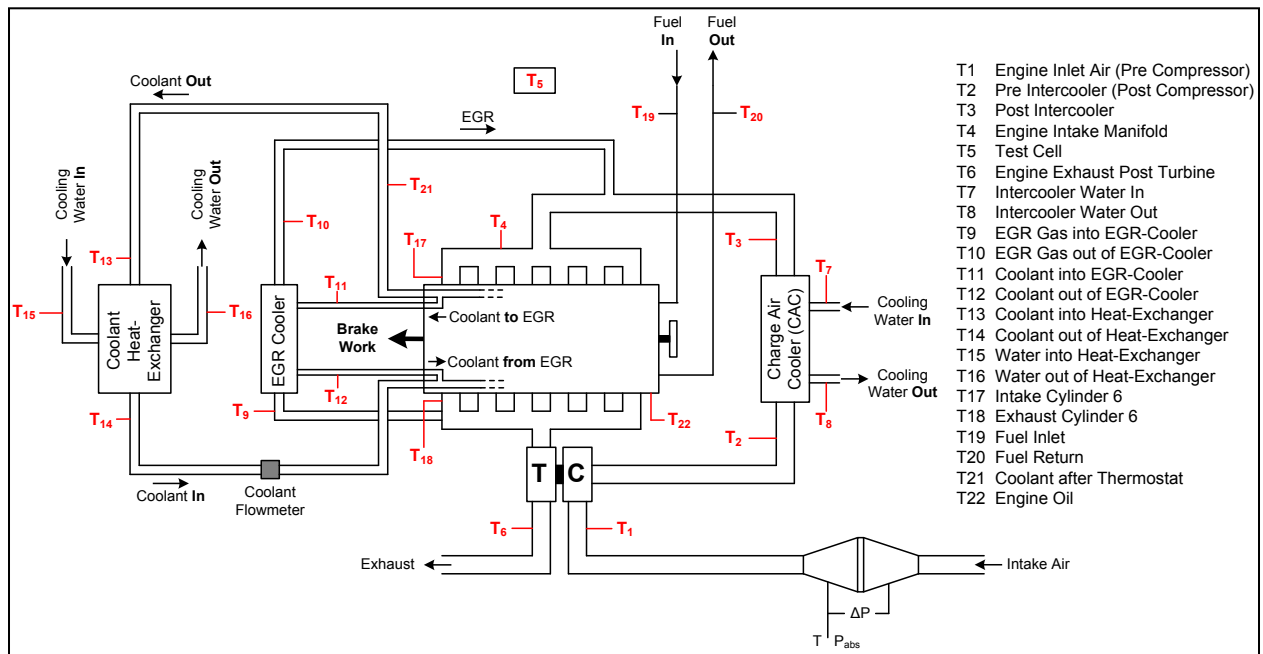 Fuel
In
Fuel
Out
Coolant Out
T5
EGR
T19
T20
Cooling
Water In
Cooling
Water Out
T21
T10
T4
T17
T3
T13
T7
T11
T15
T16
Coolant
Heat-
Exchanger
EGR Cooler
Coolant to EGR
Brake
Work
Coolant from EGR
Charge Air
Cooler (CAC)
Cooling
Water In
Cooling
Water Out
T12
T14
T9
T18
T22
T2
T8
T
C
Coolant In
Coolant
Flowmeter
T6
T1
Exhaust
Intake Air
ΔP
T
Pabs
T1 Engine Inlet Air (Pre Compressor)
T2 Pre Intercooler (Post Compressor)
T3 Post Intercooler
T4 Engine Intake Manifold
T5 Test Cell
T6 Engine Exhaust Post Turbine
T7 Intercooler Water In
T8 Intercooler Water Out
T9 EGR Gas into EGR-Cooler
T10 EGR Gas out of EGR-Cooler
T11 Coolant into EGR-Cooler
T12 Coolant out of EGR-Cooler
T13 Coolant into Heat-Exchanger
T14 Coolant out of Heat-Exchanger
T15 Water into Heat-Exchanger
T16 Water out of Heat-Exchanger
T17 Intake Cylinder 6
T18 Exhaust Cylinder 6
T19 Fuel Inlet
T20 Fuel Return
T21 Coolant after Thermostat
T22 Engine Oil